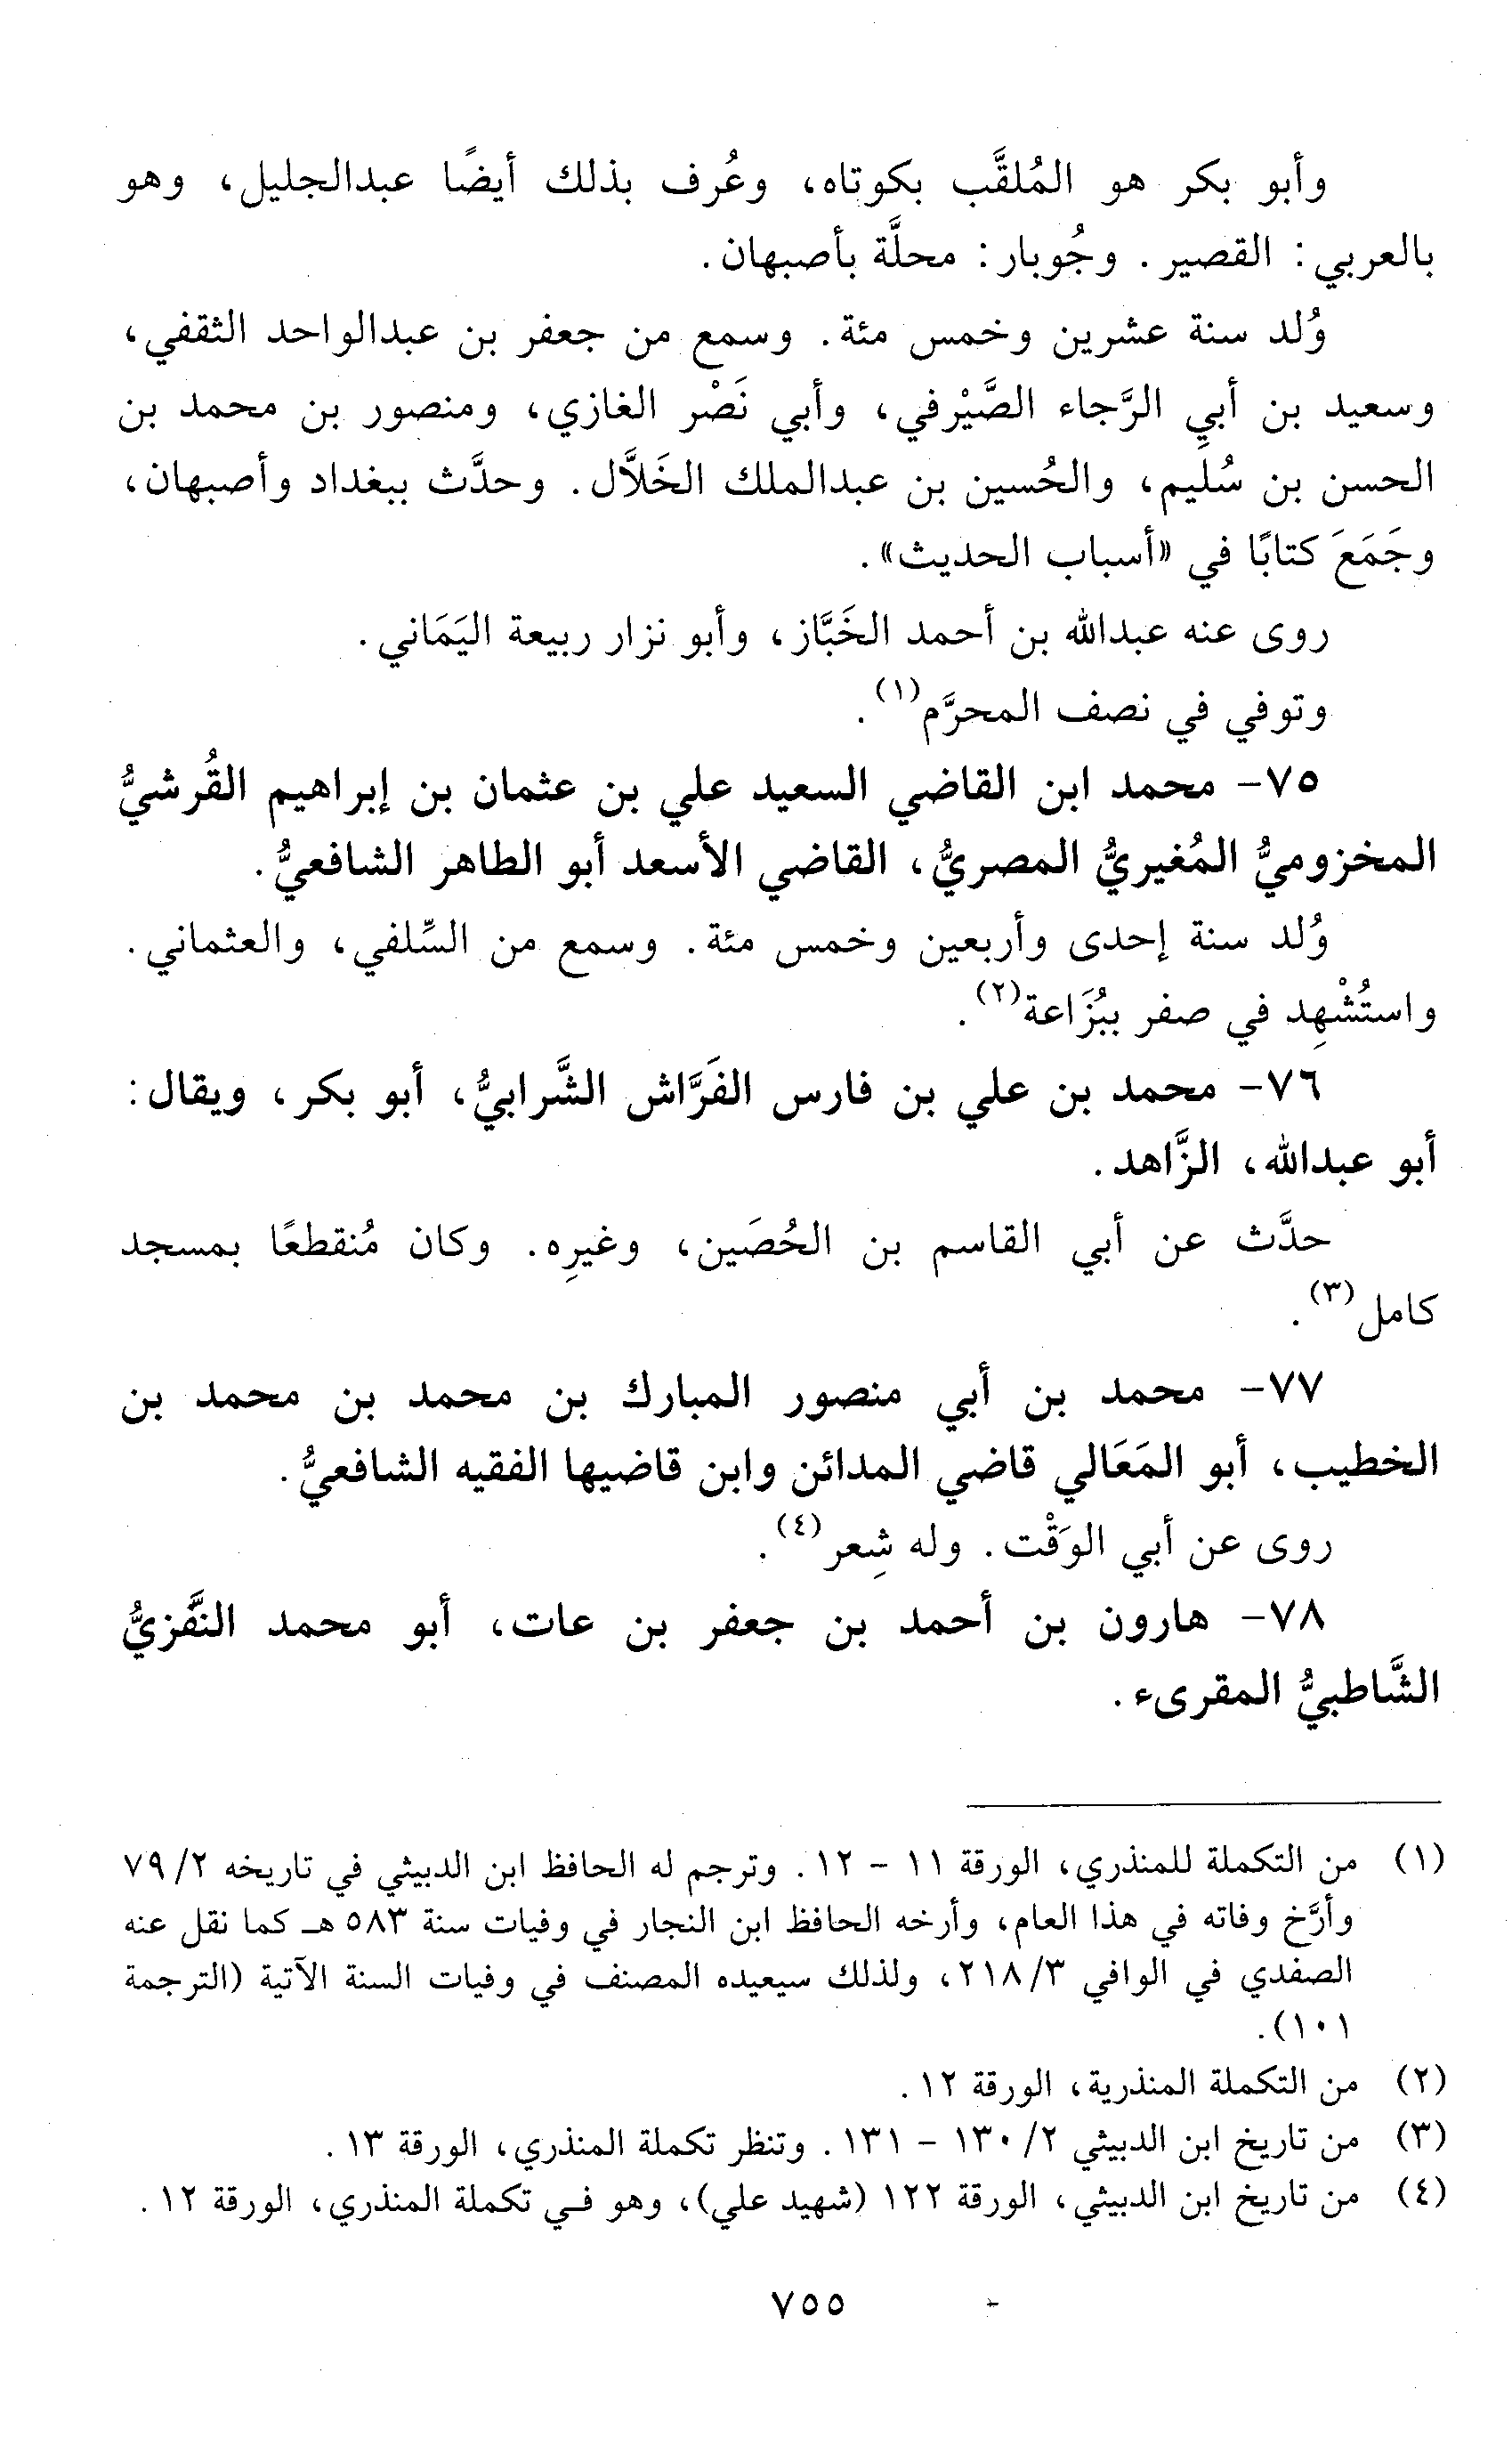 وأبو بكر هو المُلقَّب بكوتاه، وعُرف بذلك أيضًا عبدالجليل، وهو
بالعربي: القصير. وجُوبار: محلَّة بأصبهان.
وُلد سنة عشرين وخمس مئة. وسمع من جعفر بن عبدالواحد الثقفي،
وسعيد بن أبي الرَّجاء الصَّيْرفي، وأبي نَصْر الغازي، ومنصور بن محمد بن
الحسن بن سُلَيم، والحُسين بن عبدالملك الخَلاَّل. وحدَّث ببغداد وأصبهان،
وجَمَعَ كتابًا في «أسباب الحديث».
روى عنه عبدالله بن أحمد الخَبَّاز، وأبو نزار ربيعة اليَمَاني.
وتوفي في نصف المحرَّم(١).
٧٥- محمد ابن القاضي السعيد علي بن عثمان بن إبراهيم القُرشيُّ
المخزوميُّ المُغيريُّ المصريُّ، القاضي الأسعد أبو الطاهر الشافعيُّ.
وُلد سنة إحدى وأربعين وخمس مئة. وسمع من السِّلفي، والعثماني.
واستُشْهِد في صفر ببُزَاعة(٢).
٧٦- محمد بن علي بن فارس الفَرَّاش الشَّرابيُّ، أبو بكر، ويقال:
أبو عبدالله، الزَّاهد.
حدَّث عن أبي القاسم بن الحُصَين، وغيرِه. وكان مُنقطعًا بمسجد
كامل(٣).
٧٧- محمد بن أبي منصور المبارك بن محمد بن محمد بن
الخطيب، أبو المَعَالي قاضي المدائن وابن قاضيها الفقيه الشافعيُّ.
روى عن أبي الوَقْت. وله شِعر(٤).
٧٨- هارون بن أحمد بن جعفر بن عات، أبو محمد النَّفْزيُّ
الشَّاطبيُّ المقرىء.
(١) من التكملة للمنذري، الورقة ١١ - ١٢. وترجم له الحافظ ابن الدبيثي في تاريخه ٢/ ٧٩
وأرَّخ وفاته في هذا العام، وأرخه الحافظ ابن النجار في وفيات سنة ٥٨٣ هـ كما نقل عنه
الصفدي في الوافي ٣/ ٢١٨، ولذلك سيعيده المصنف في وفيات السنة الآتية (الترجمة
١٠١).
(٢) من التكملة المنذرية، الورقة ١٢.
(٣) من تاريخ ابن الدبيثي ٢/ ١٣٠ - ١٣١. وتنظر تكملة المنذري، الورقة ١٣.
(٤) من تاريخ ابن الدبيثي، الورقة ١٢٢ (شهيد علي)، وهو في تكملة المنذري، الورقة ١٢.
٧٥٥